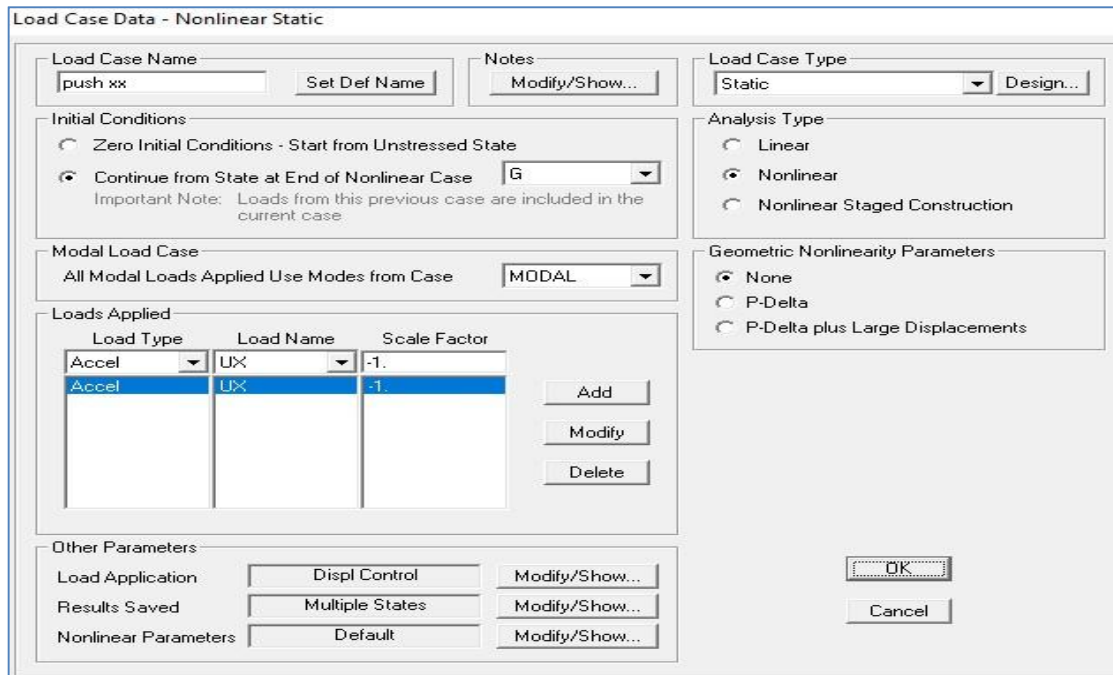 Load Case Data - Nonlinear Static
Load Case Name
push xx
Set Def Name
Notes
Modify/Show...
Load Case Type
Static
Design...
Initial Conditions
Zero Initial Conditions - Start from Unstressed State
Continue from State at End of Nonlinear Case
G
Important Note: Loads from this previous case are included in the
current case
Analysis Type
Linear
Nonlinear
Nonlinear Staged Construction
Modal Load Case
All Modal Loads Applied Use Modes from Case
MODAL
Geometric Nonlinearity Parameters
None
P-Delta
P-Delta plus Large Displacements
Loads Applied
Load Type Load Name Scale Factor
Accel UX -1.
Accel UX -1.
Add
Modify
Delete
Other Parameters
Load Application Displ Control Modify/Show...
Results Saved Multiple States Modify/Show...
Nonlinear Parameters Default Modify/Show...
OK
Cancel